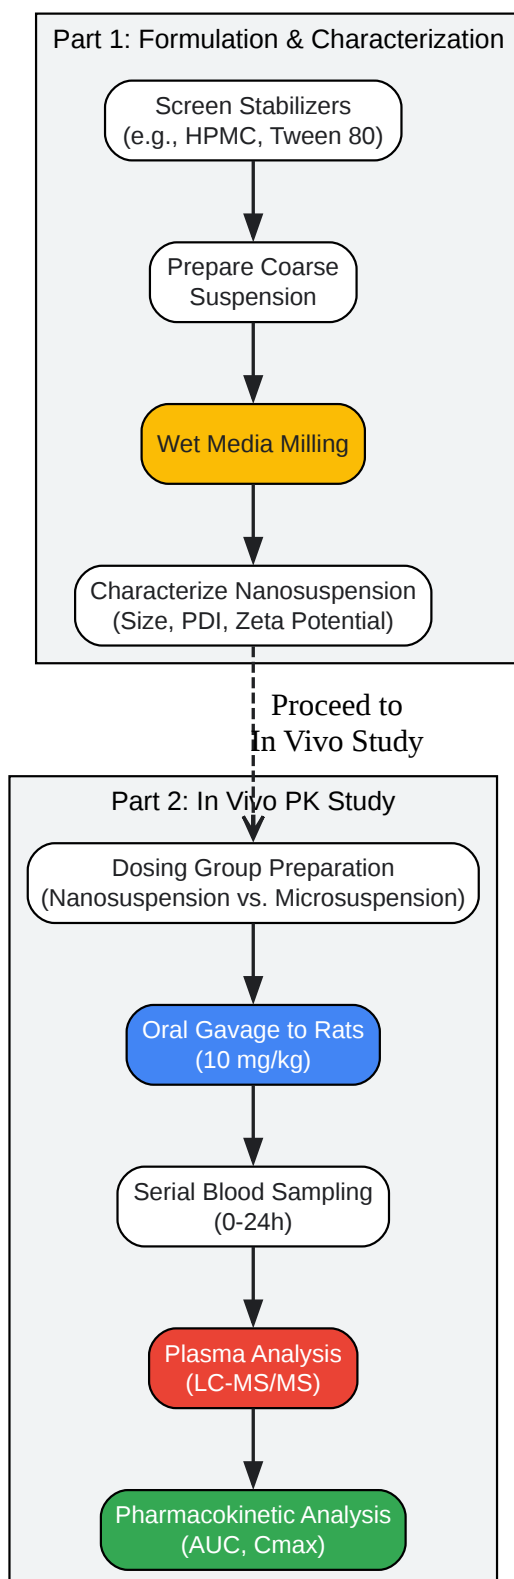 Part 1: Formulation & Characterization
Screen Stabilizers
(e.g., HPMC, Tween 80)
Prepare Coarse
Suspension
Wet Media Milling
Characterize Nanosuspension
(Size, PDI, Zeta Potential)
Proceed to
In Vivo Study
Part 2: In Vivo PK Study
Dosing Group Preparation
(Nanosuspension vs. Microsuspension)
Oral Gavage to Rats
(10 mg/kg)
Serial Blood Sampling
(0-24h)
Plasma Analysis
(LC-MS/MS)
Pharmacokinetic Analysis
(AUC, Cmax)